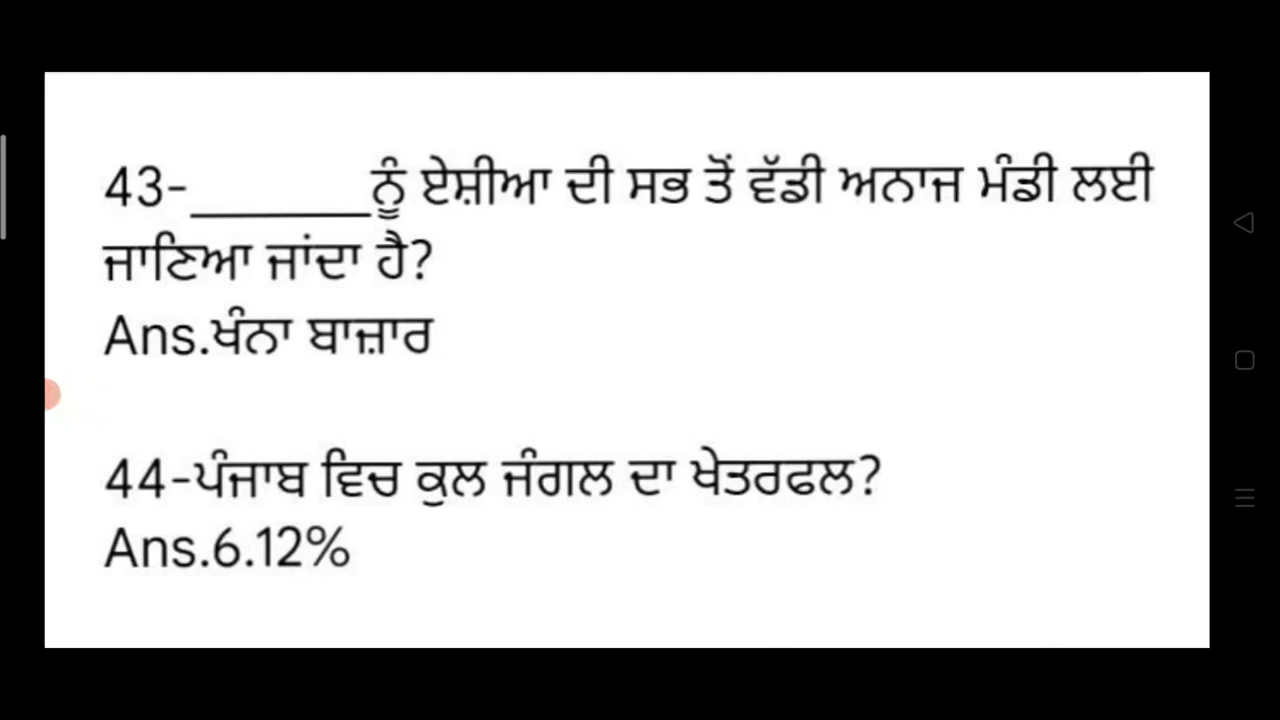 43-_______ਨੂੰ ਏਸ਼ੀਆ ਦੀ ਸਭ ਤੋਂ ਵੱਡੀ ਅਨਾਜ ਮੰਡੀ ਲਈ
ਜਾਣਿਆ ਜਾਂਦਾ ਹੈ?
Ans.ਖੰਨਾ ਬਾਜ਼ਾਰ
44-ਪੰਜਾਬ ਵਿਚ ਕੁਲ ਜੰਗਲ ਦਾ ਖੇਤਰਫਲ?
Ans.6.12%